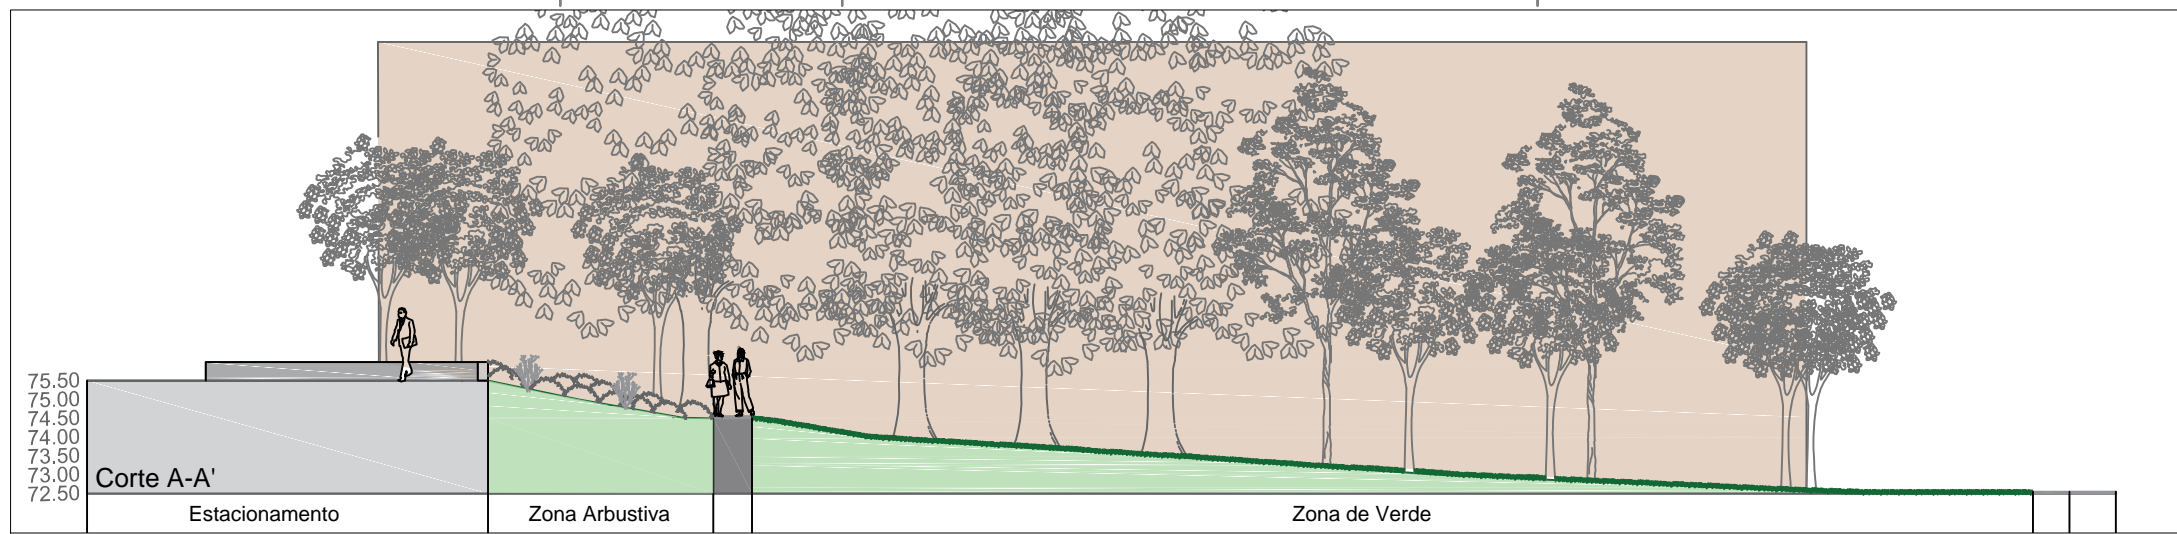 75.50
75.00
74.50
74.00
73.50
73.00
72.50
Corte A-A'
Estacionamento
Zona Arbustiva
Zona de Verde